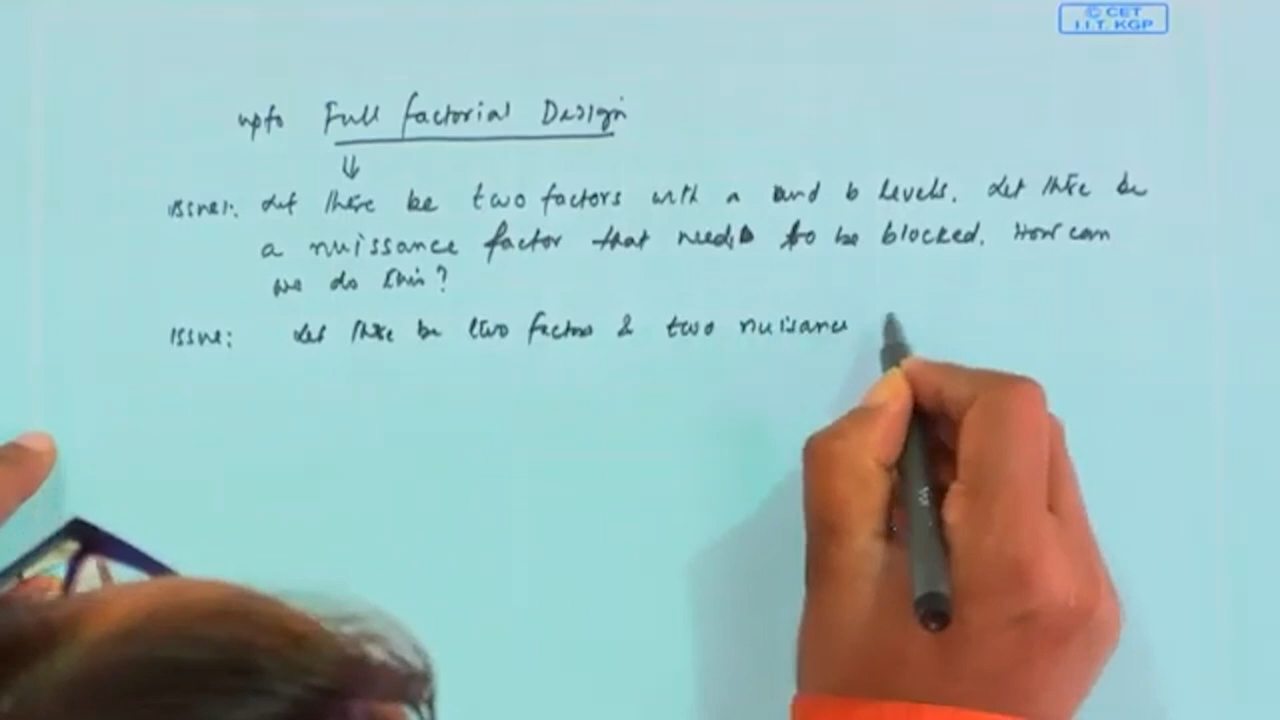 © CET
I.I.T. KGP
upto Full factorial Design
Issue1: Let there be two factors with a and b levels. Let there be
a nuissance factor that needs to be blocked. How can
we do this?
Issue: Let there be two factors & two nuisance